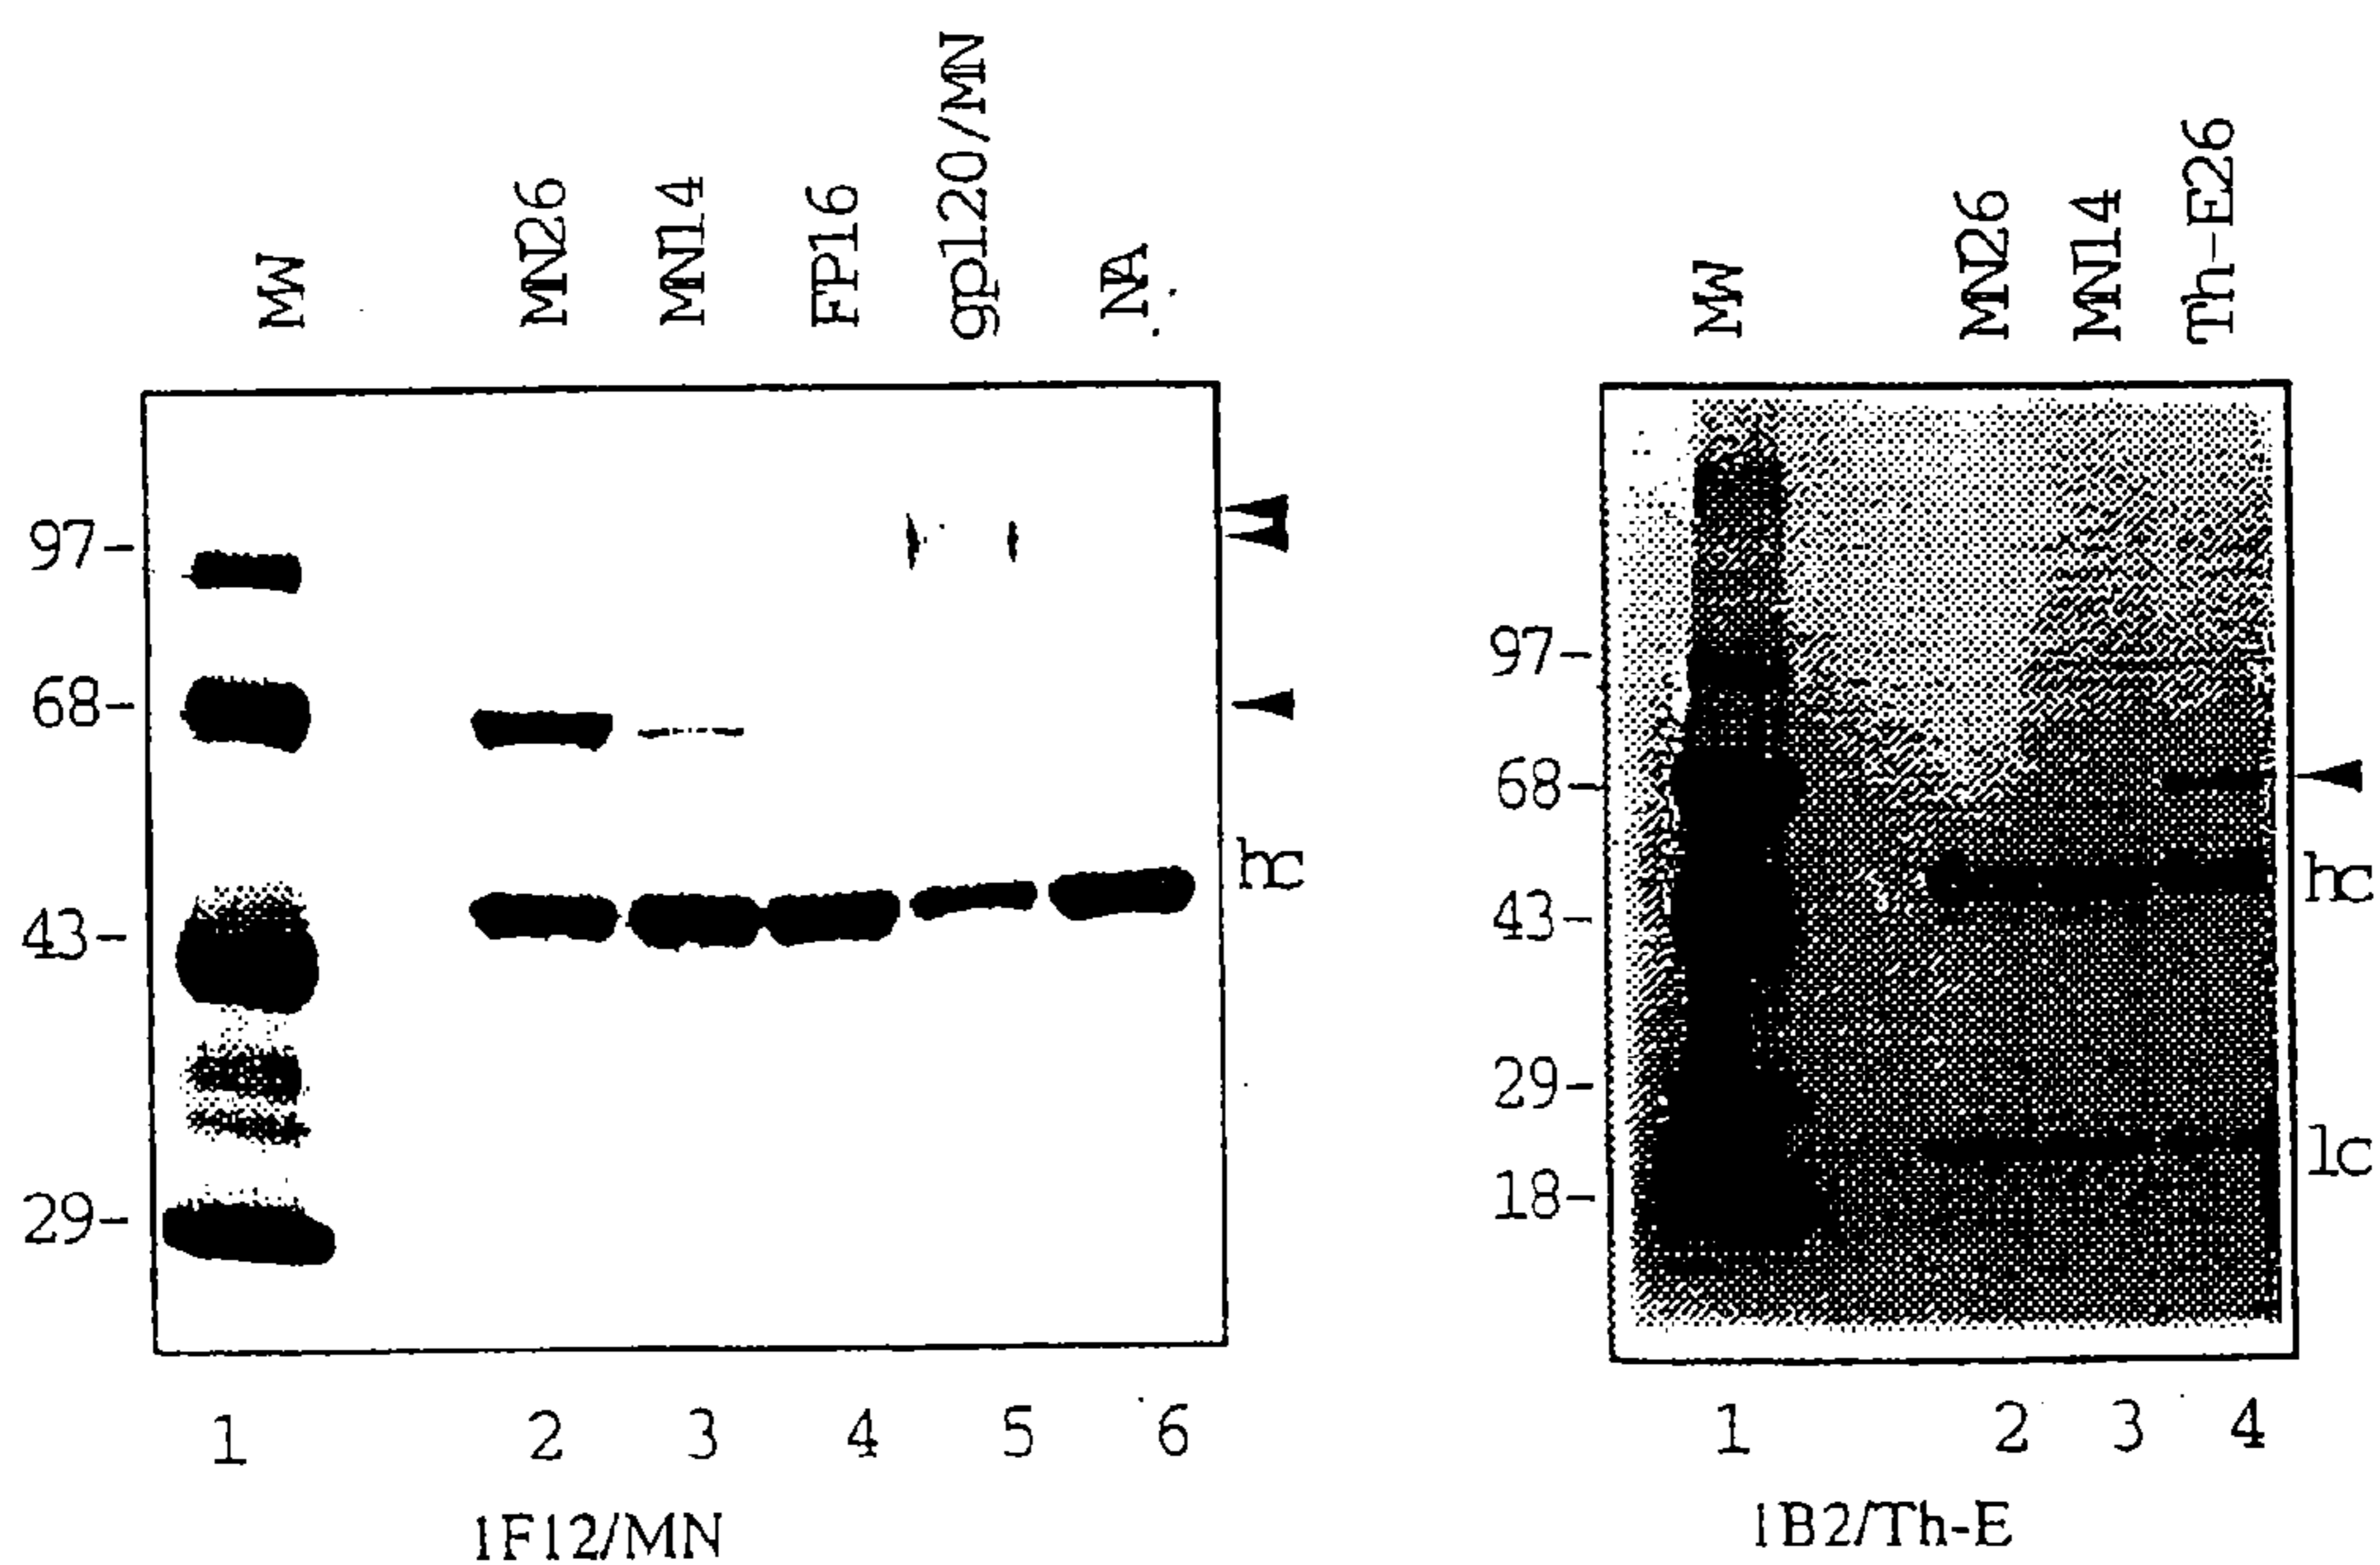 MW
MN26
MN14
FP16
gp120/MN
NA
97-
68-
43-
29-
hc
1 2 3 4 5 6
1F12/MN
MW
MN26
MN14
Th-E26
97-
68-
43-
29-
18-
hc
lc
1 2 3 4
1B2/Th-E